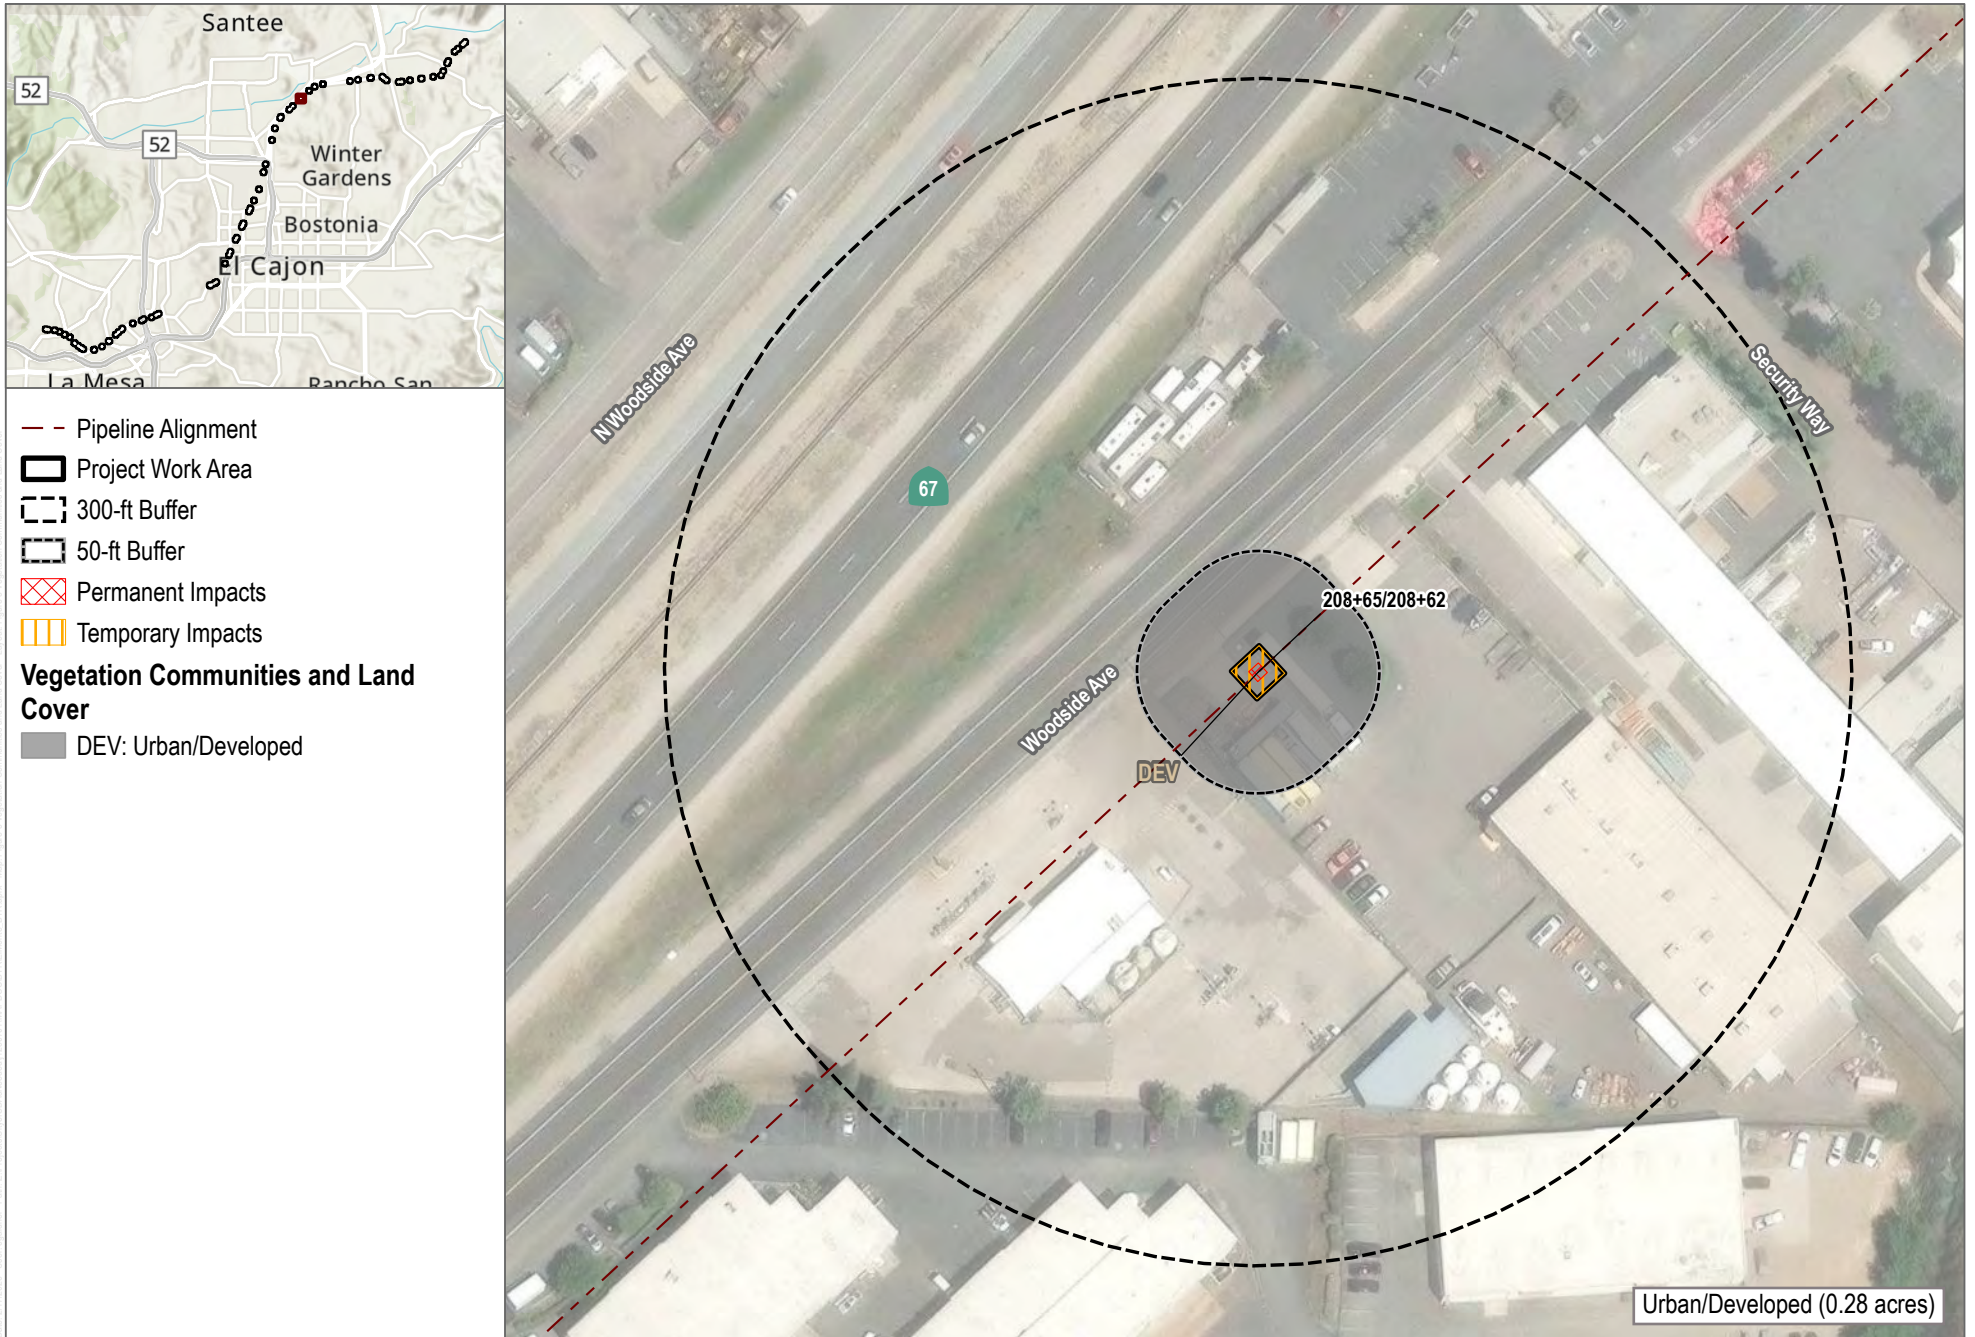 Santee
52
52
Winter
Gardens
Bostonia
El Cajon
La Mesa
Rancho San
Pipeline Alignment
Project Work Area
300-ft Buffer
50-ft Buffer
Permanent Impacts
Temporary Impacts
Vegetation Communities and Land
Cover
DEV: Urban/Developed
N Woodside Ave
67
Security Way
208+65/208+62
Woodside Ave
DEV
Urban/Developed (0.28 acres)